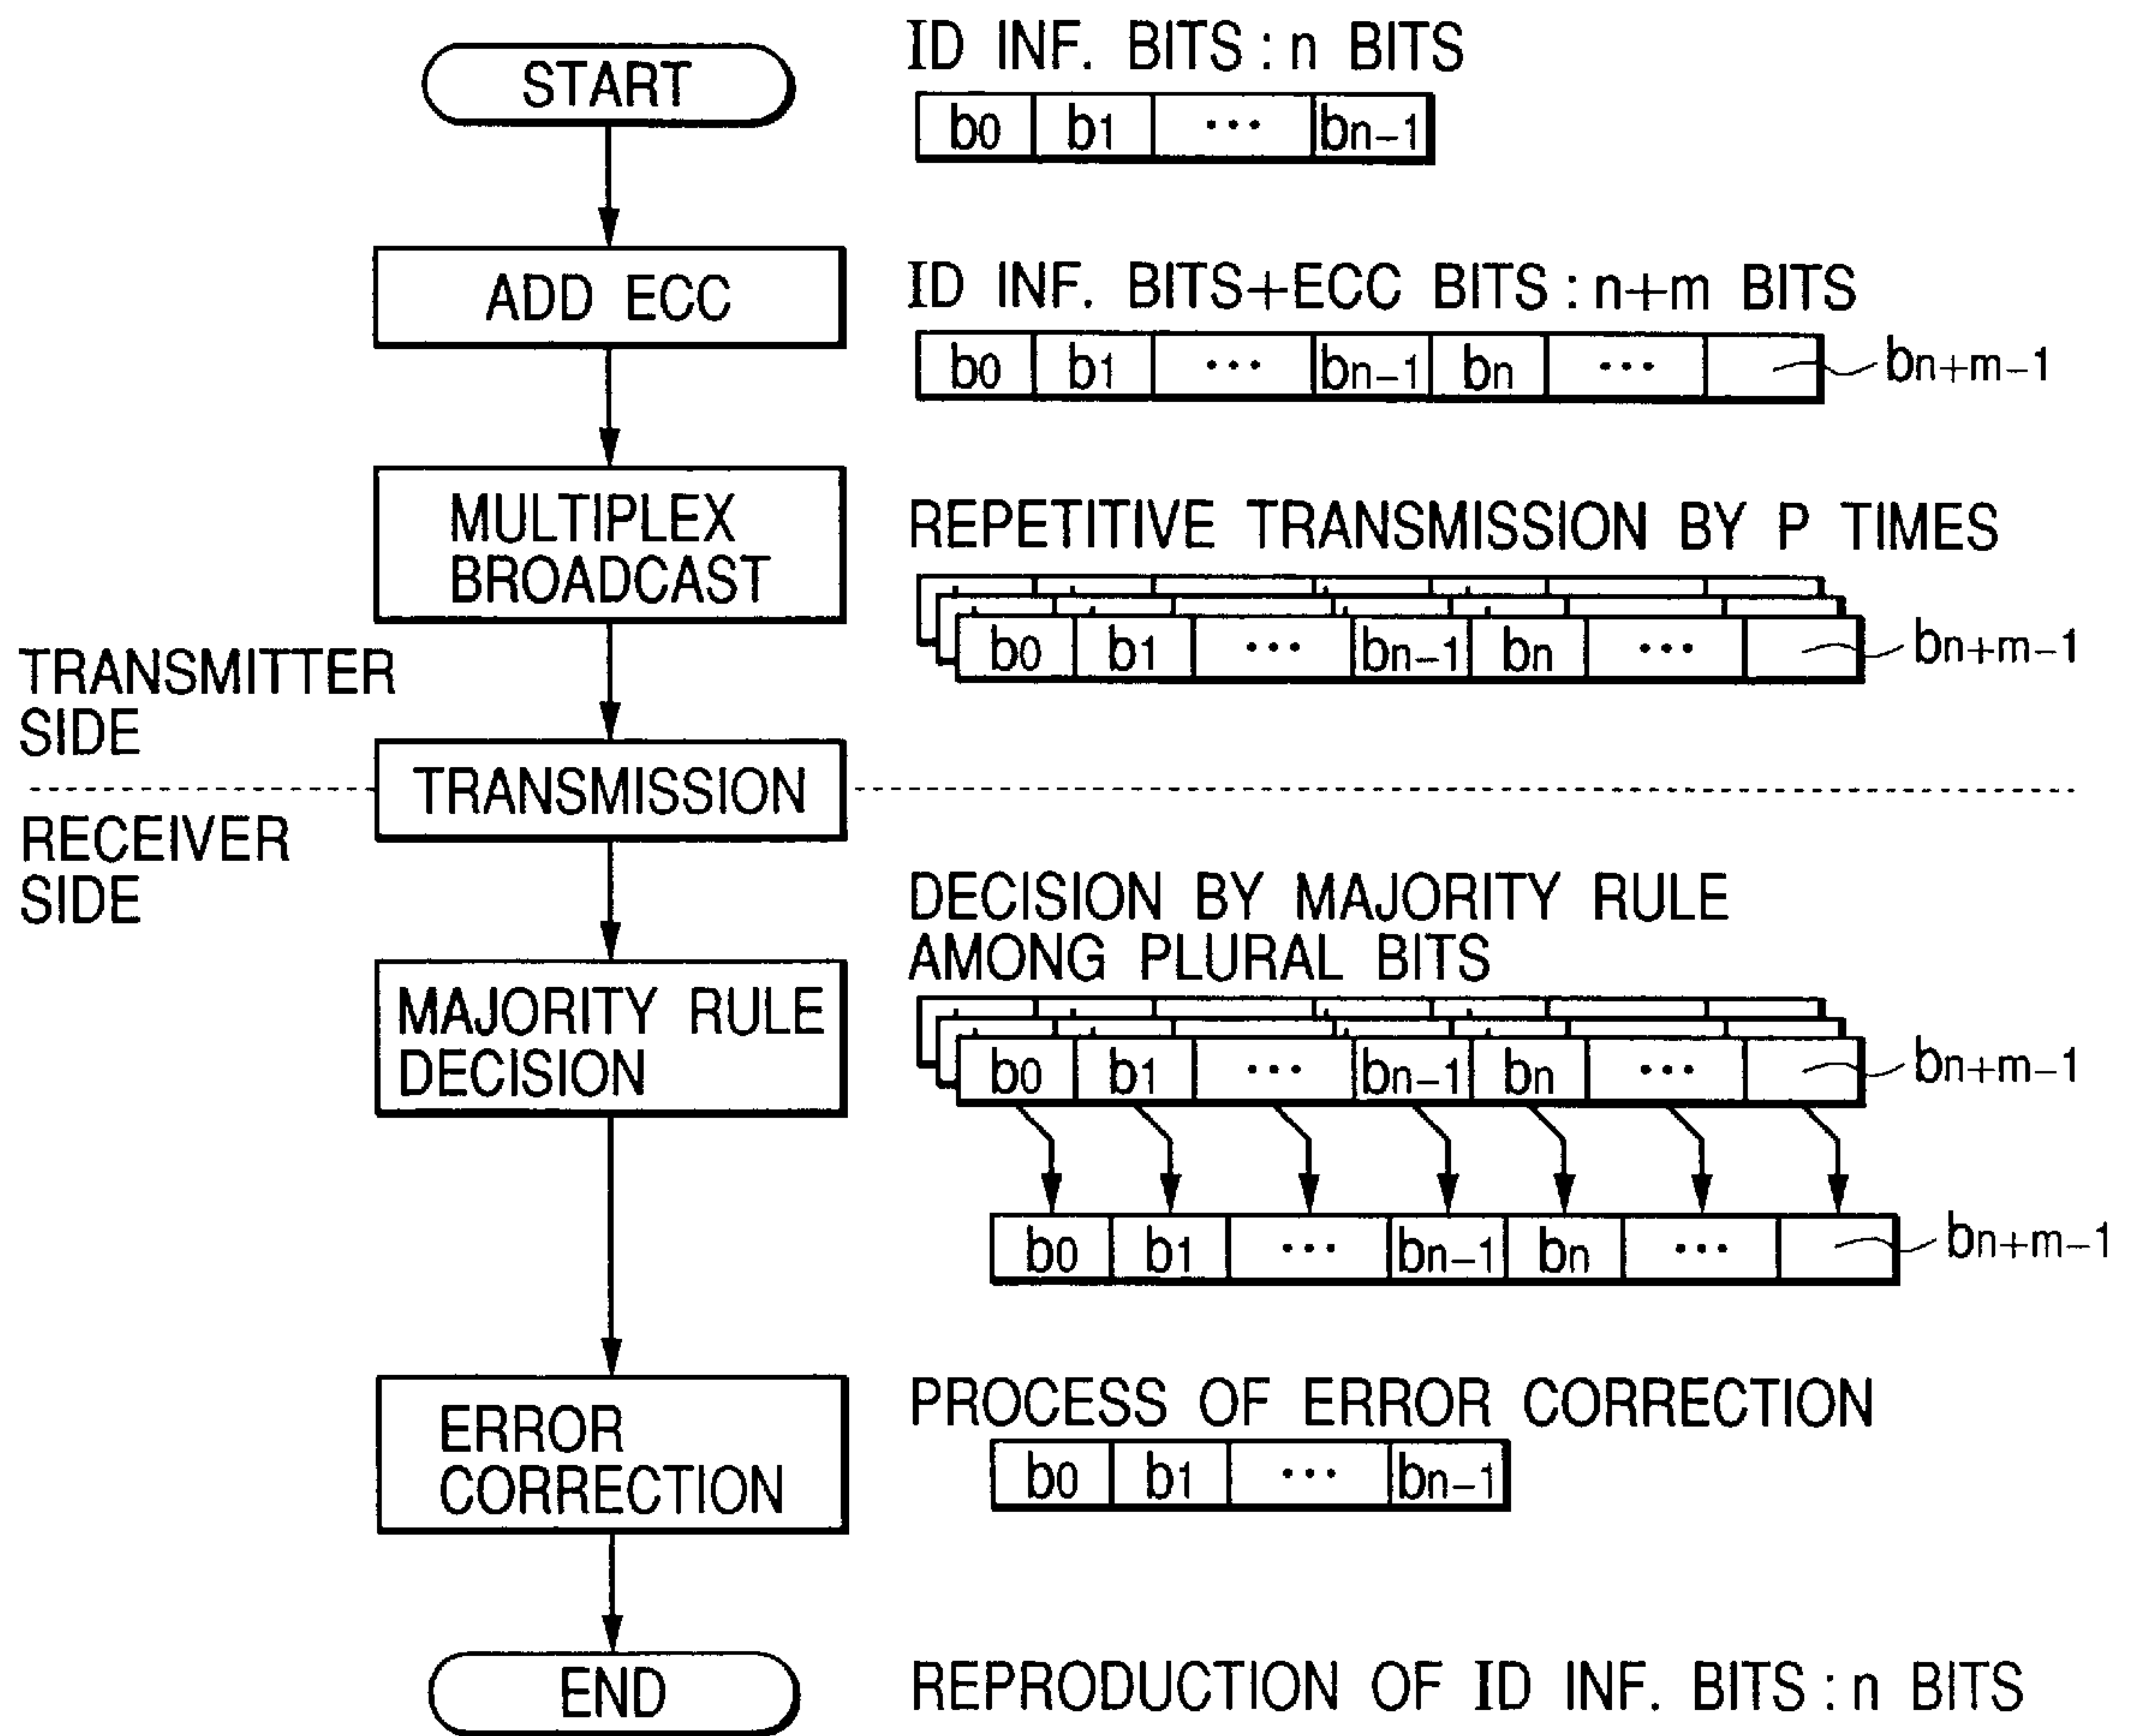 START
ID INF. BITS : n BITS
b0 b1 ··· bn-1
ADD ECC
ID INF. BITS+ECC BITS : n+m BITS
b0 b1 ··· bn-1 bn ··· bn+m-1
MULTIPLEX
BROADCAST
REPETITIVE TRANSMISSION BY P TIMES
b0 b1 ··· bn-1 bn ··· bn+m-1
TRANSMITTER
SIDE
TRANSMISSION
RECEIVER
SIDE
MAJORITY RULE
DECISION
DECISION BY MAJORITY RULE
AMONG PLURAL BITS
b0 b1 ··· bn-1 bn ··· bn+m-1
b0 b1 ··· bn-1 bn ··· bn+m-1
ERROR
CORRECTION
PROCESS OF ERROR CORRECTION
b0 b1 ··· bn-1
END
REPRODUCTION OF ID INF. BITS : n BITS